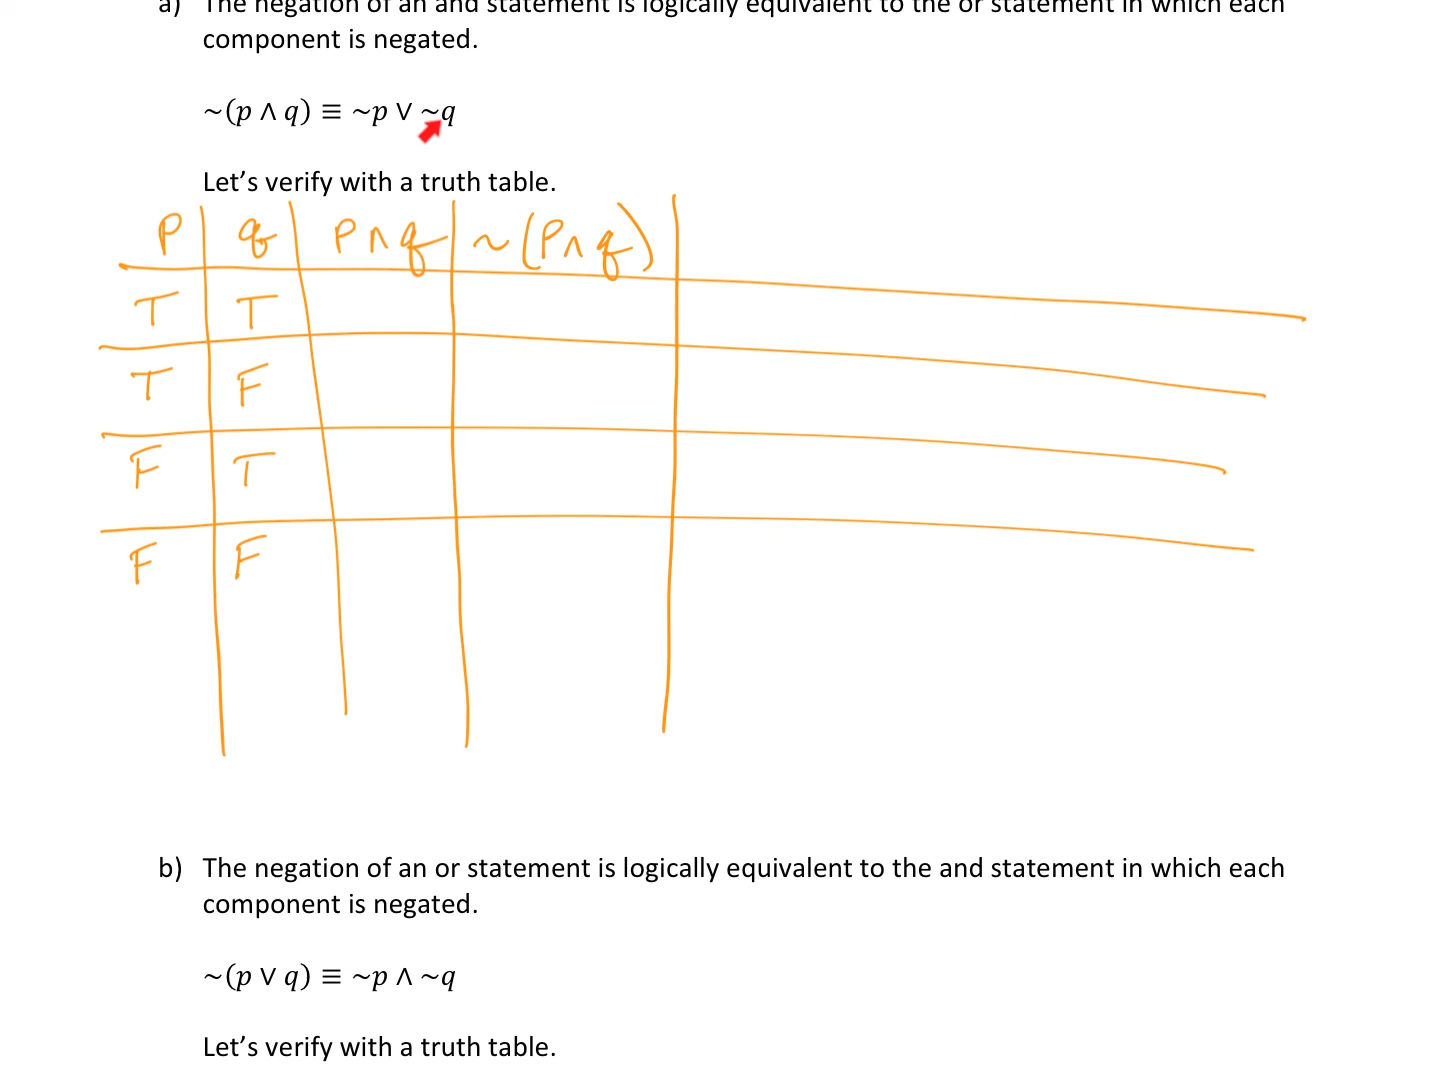 a) The negation of an and statement is logically equivalent to the or statement in which each
component is negated.
~(p ∧ q) ≡ ~p ∨ ~q
Let’s verify with a truth table.
P q P ∧ q ~(P ∧ q)
T T
T F
F T
F F
b) The negation of an or statement is logically equivalent to the and statement in which each
component is negated.
~(p ∨ q) ≡ ~p ∧ ~q
Let’s verify with a truth table.